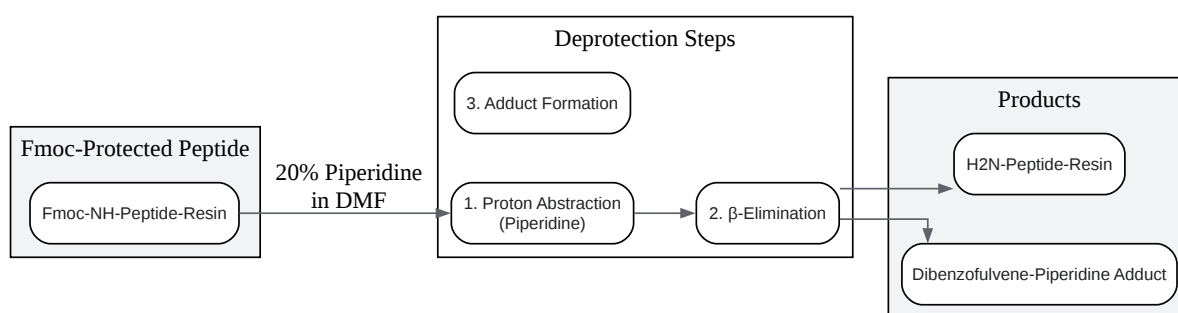 Deprotection Steps
3. Adduct Formation
Products
Fmoc-Protected Peptide
20% Piperidine
in DMF
H2N-Peptide-Resin
Fmoc-NH-Peptide-Resin
1. Proton Abstraction
(Piperidine)
2. β-Elimination
Dibenzofulvene-Piperidine Adduct